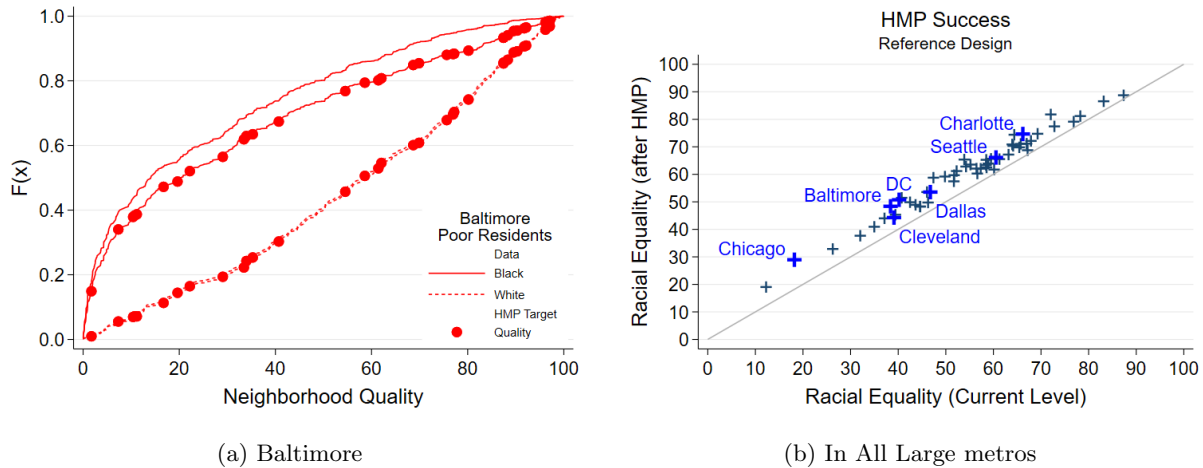 1.0
0.8
0.6
0.4
0.2
0.0
F(x)
0 20 40 60 80 100
Neighborhood Quality
Baltimore
Poor Residents
Data
Black
White
HMP Target
Quality
(a) Baltimore
HMP Success
Reference Design
100
90
80
70
60
50
40
30
20
10
0
Racial Equality (after HMP)
Charlotte
Seattle
DC
Baltimore
Dallas
Cleveland
Chicago
0 10 20 30 40 50 60 70 80 90 100
Racial Equality (Current Level)
(b) In All Large metros